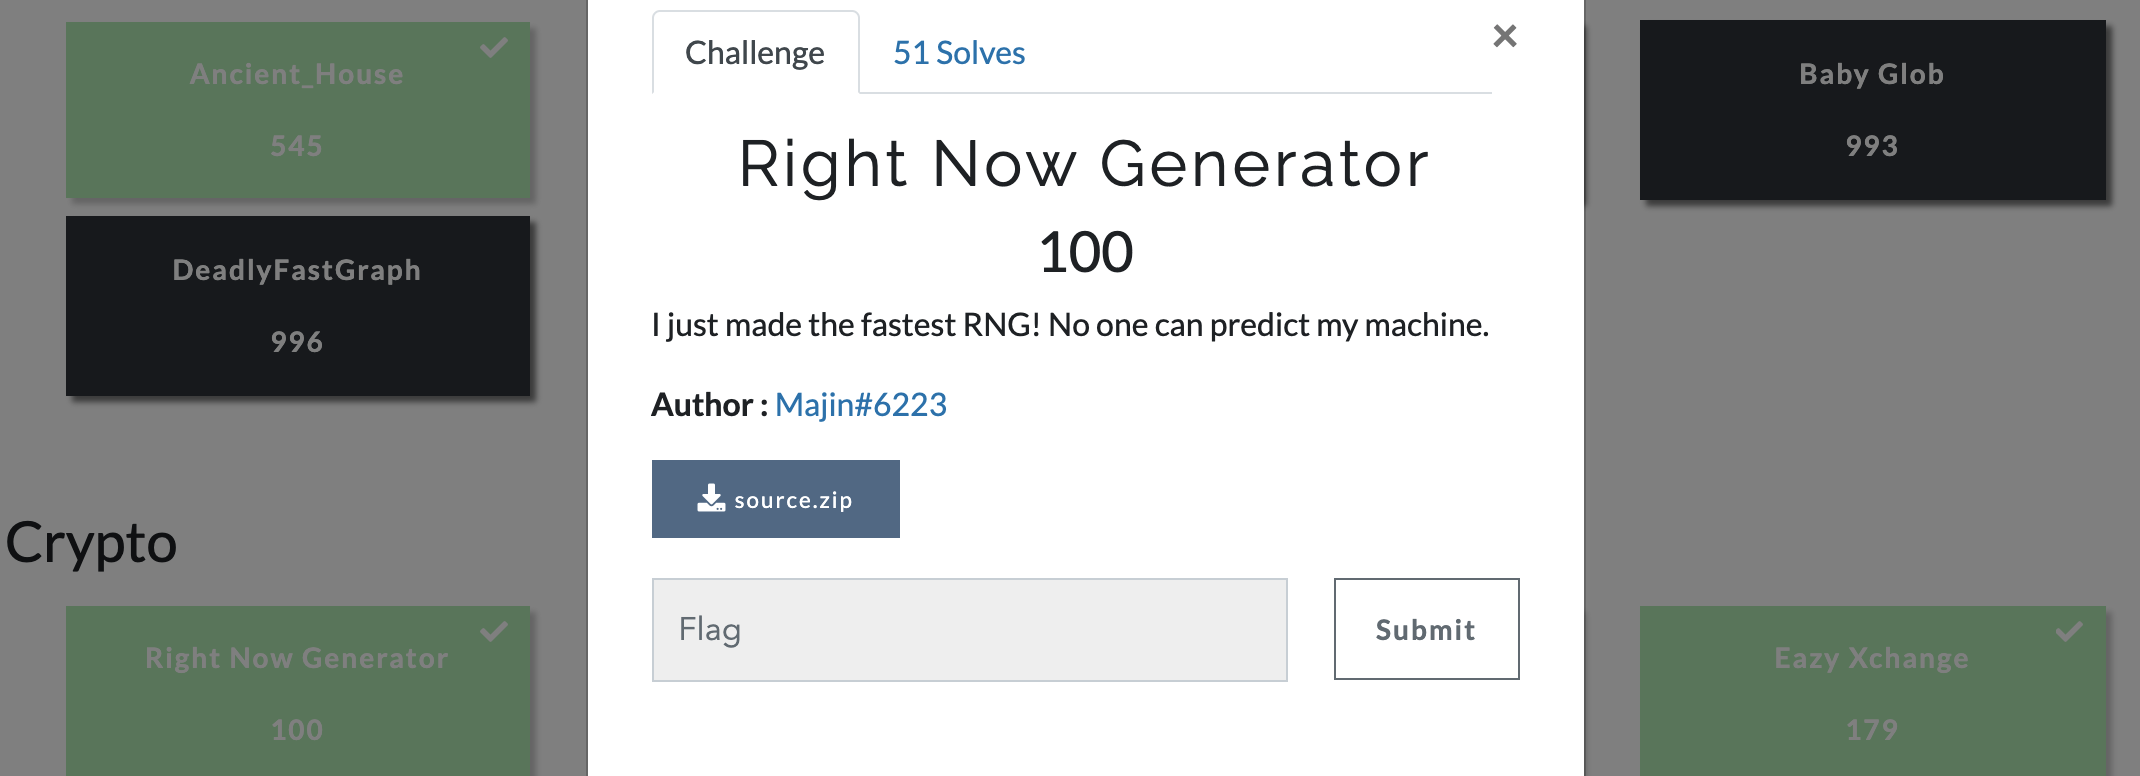 Ancient_House
545
DeadlyFastGraph
996
Crypto
Right Now Generator
100
Challenge
51 Solves
×
Right Now Generator
100
I just made the fastest RNG! No one can predict my machine.
Author : Majin#6223
source.zip
Flag
Submit
Baby Glob
993
Eazy Xchange
179